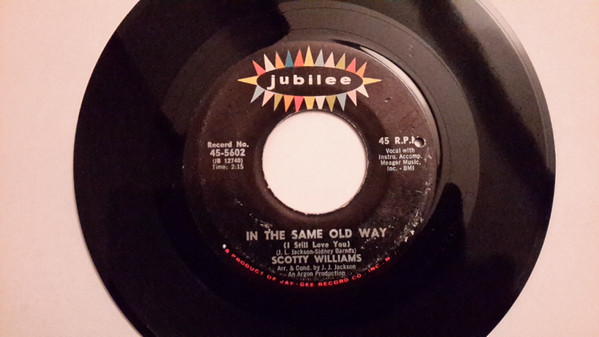 jubilee
Record No.
45-5602
(JB 12740)
Time: 2:15
45 R.P.M
Vocal with
Instru. Accomp.
Meager Music,
Inc. - BMI
IN THE SAME OLD WAY
(I Still Love You)
(J. L. Jackson-Sidney Barnes)
SCOTTY WILLIAMS
Arr. & Cond. by J. J. Jackson
An Argon Production
A PRODUCT OF JAY-GEE RECORD CO., INC. N